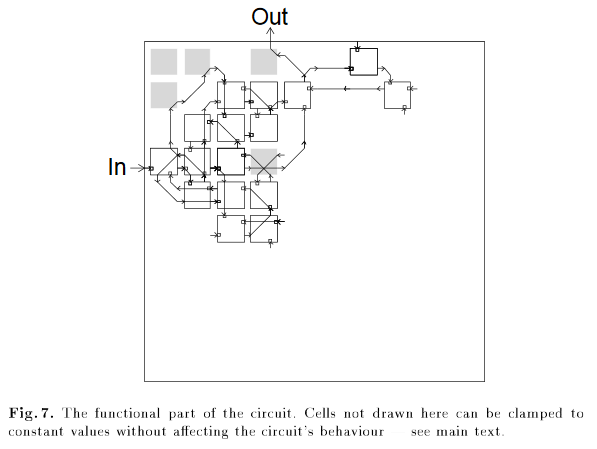 Out
In
Fig. 7. The functional part of the circuit. Cells not drawn here can be clamped to
constant values without affecting the circuit's behaviour see main text.